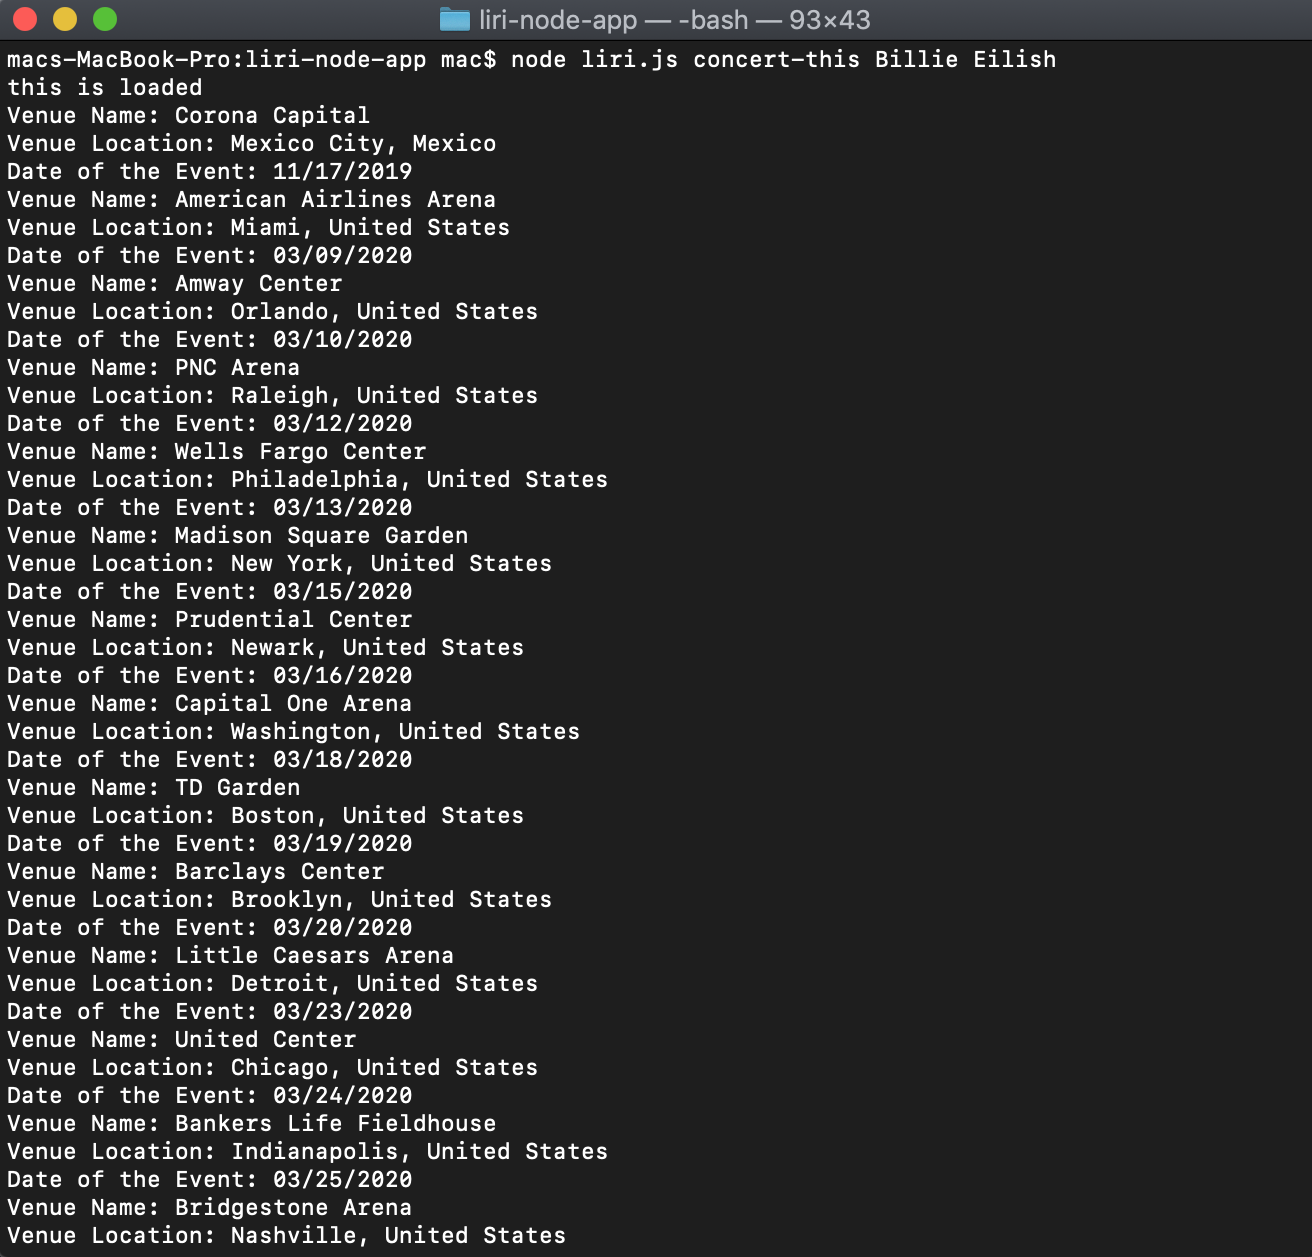 liri-node-app — -bash — 93×43
macs-MacBook-Pro:liri-node-app mac$ node liri.js concert-this Billie Eilish
this is loaded
Venue Name: Corona Capital
Venue Location: Mexico City, Mexico
Date of the Event: 11/17/2019
Venue Name: American Airlines Arena
Venue Location: Miami, United States
Date of the Event: 03/09/2020
Venue Name: Amway Center
Venue Location: Orlando, United States
Date of the Event: 03/10/2020
Venue Name: PNC Arena
Venue Location: Raleigh, United States
Date of the Event: 03/12/2020
Venue Name: Wells Fargo Center
Venue Location: Philadelphia, United States
Date of the Event: 03/13/2020
Venue Name: Madison Square Garden
Venue Location: New York, United States
Date of the Event: 03/15/2020
Venue Name: Prudential Center
Venue Location: Newark, United States
Date of the Event: 03/16/2020
Venue Name: Capital One Arena
Venue Location: Washington, United States
Date of the Event: 03/18/2020
Venue Name: TD Garden
Venue Location: Boston, United States
Date of the Event: 03/19/2020
Venue Name: Barclays Center
Venue Location: Brooklyn, United States
Date of the Event: 03/20/2020
Venue Name: Little Caesars Arena
Venue Location: Detroit, United States
Date of the Event: 03/23/2020
Venue Name: United Center
Venue Location: Chicago, United States
Date of the Event: 03/24/2020
Venue Name: Bankers Life Fieldhouse
Venue Location: Indianapolis, United States
Date of the Event: 03/25/2020
Venue Name: Bridgestone Arena
Venue Location: Nashville, United States